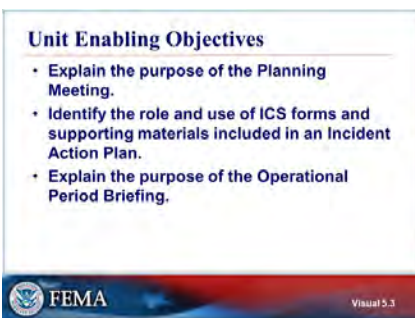 Unit Enabling Objectives
• Explain the purpose of the Planning
Meeting.
• Identify the role and use of ICS forms and
supporting materials included in an Incident
Action Plan.
• Explain the purpose of the Operational
Period Briefing.
FEMA
Visual 5.3